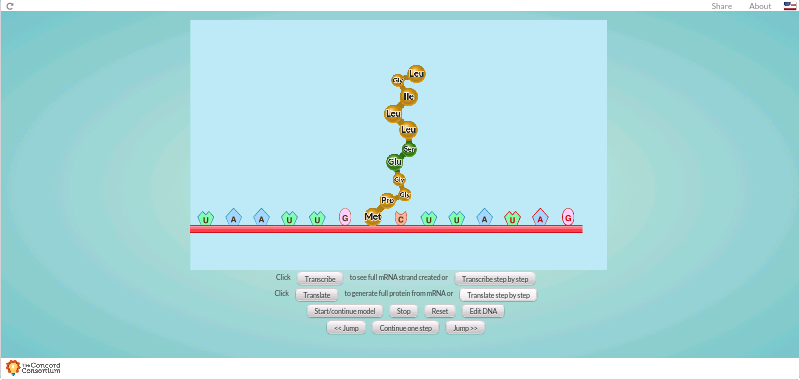 Share About
Leu
Gly
Ile
Leu
Leu
Ser
Glu
Gly
Gly
Pro
Met
U A A U U G C U U A U A G
Click Transcribe to see full mRNA strand created or Transcribe step by step
Click Translate to generate full protein from mRNA or Translate step by step
Start/continue model Stop Reset Edit DNA
<< Jump Continue one step Jump >>
The Concord
Consortium